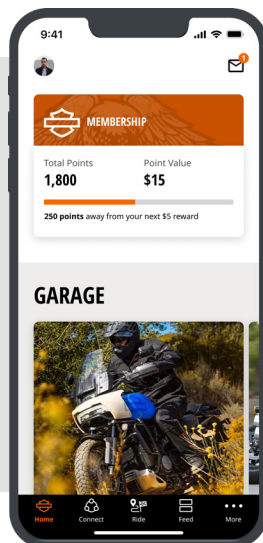 9:41
1
MEMBERSHIP
Total Points Point Value
1,800 $15
250 points away from your next $5 reward
GARAGE
Home Connect Ride Feed More